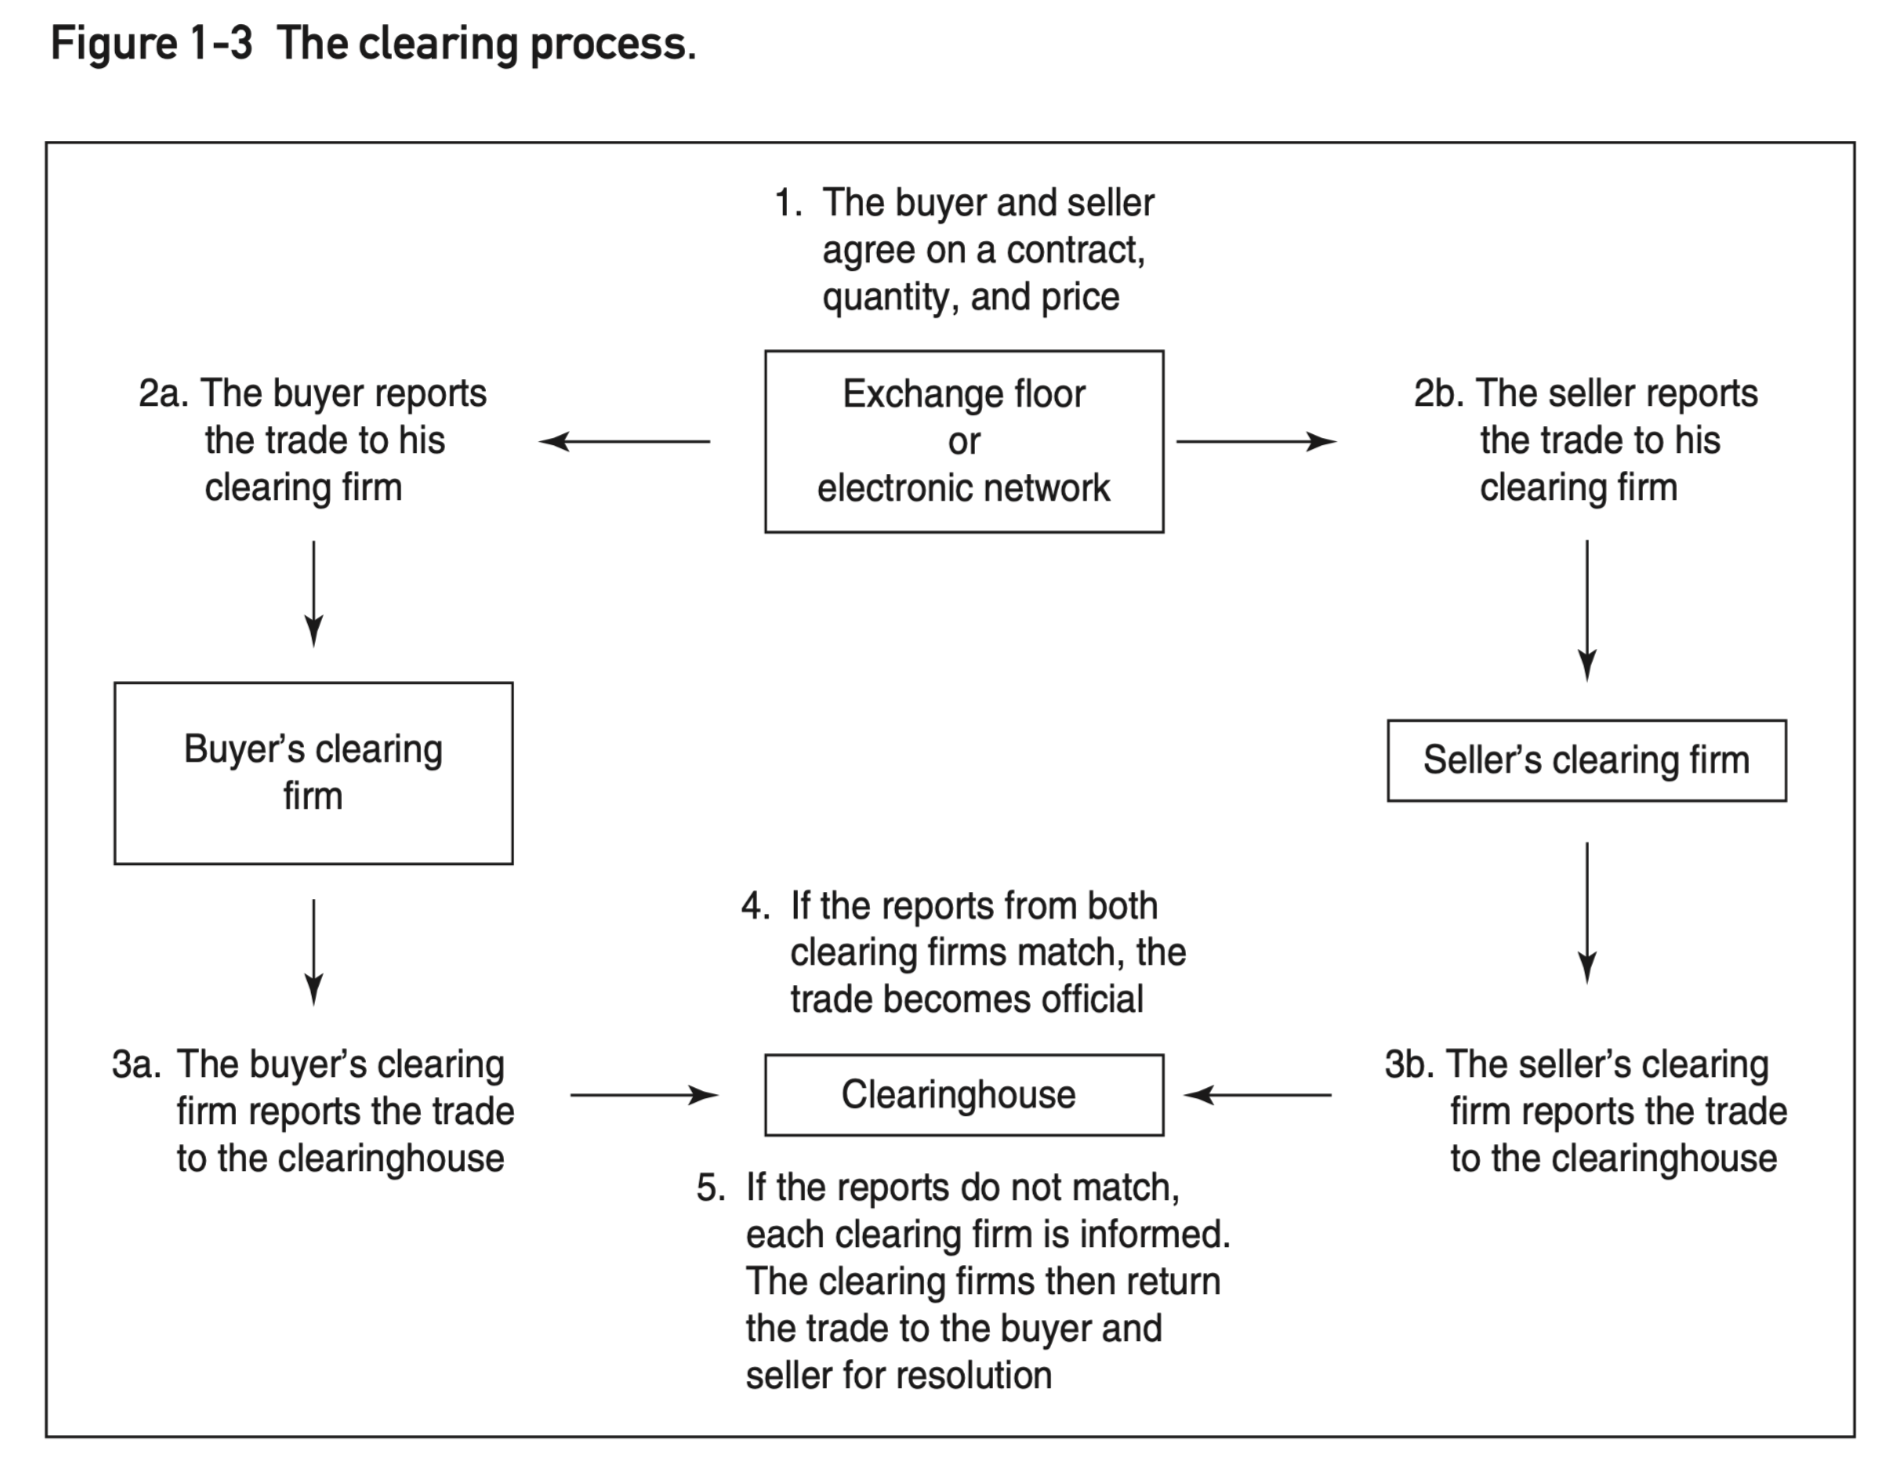 Figure 1-3 The clearing process.
1. The buyer and seller
agree on a contract,
quantity, and price
Exchange floor
or
electronic network
2a. The buyer reports
the trade to his
clearing firm
2b. The seller reports
the trade to his
clearing firm
Buyer’s clearing
firm
Seller’s clearing firm
3a. The buyer’s clearing
firm reports the trade
to the clearinghouse
3b. The seller’s clearing
firm reports the trade
to the clearinghouse
4. If the reports from both
clearing firms match, the
trade becomes official
Clearinghouse
5. If the reports do not match,
each clearing firm is informed.
The clearing firms then return
the trade to the buyer and
seller for resolution